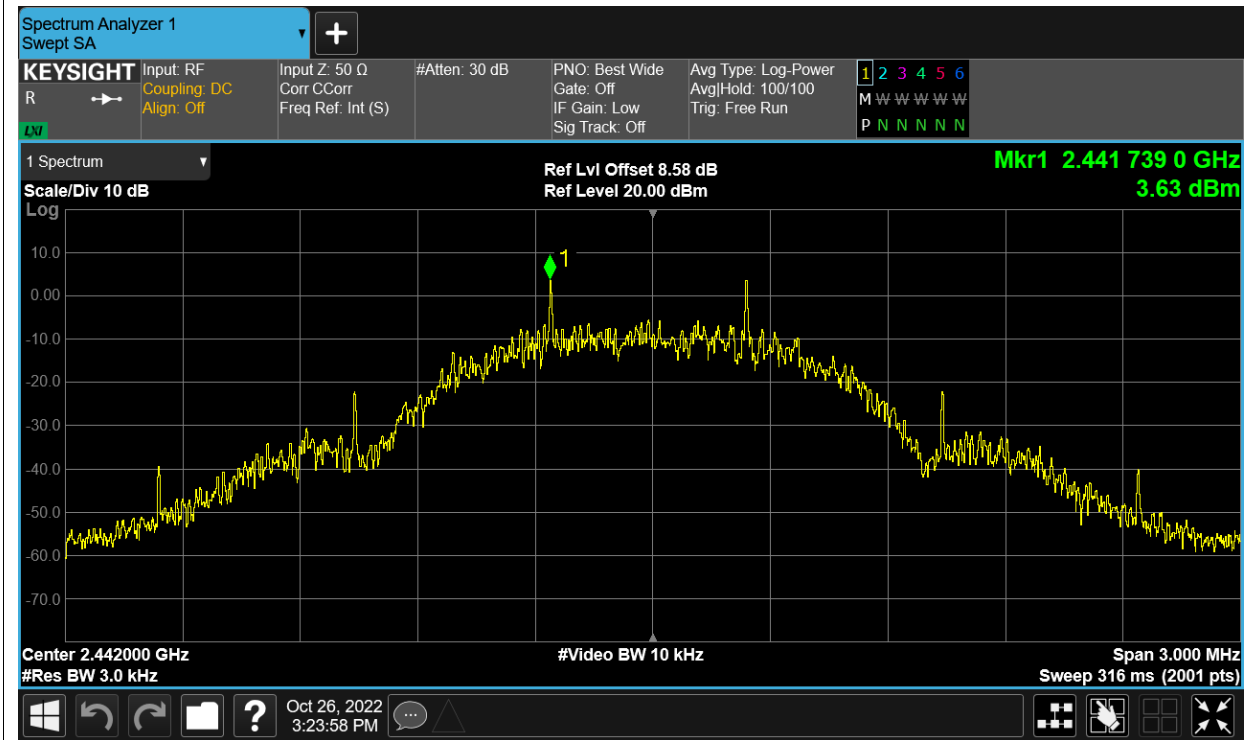 Spectrum Analyzer 1
Swept SA
KEYSIGHT
R
LXI
Input: RF
Coupling: DC
Align: Off
Input Z: 50 Ω
Corr CCorr
Freq Ref: Int (S)
#Atten: 30 dB
PNO: Best Wide
Gate: Off
IF Gain: Low
Sig Track: Off
Avg Type: Log-Power
Avg|Hold: 100/100
Trig: Free Run
1 2 3 4 5 6
M W W W W W
P N N N N N
1 Spectrum
Scale/Div 10 dB
Log
Ref Lvl Offset 8.58 dB
Ref Level 20.00 dBm
Mkr1 2.441 739 0 GHz
3.63 dBm
1
10.0
0.00
-10.0
-20.0
-30.0
-40.0
-50.0
-60.0
-70.0
Center 2.442000 GHz
#Video BW 10 kHz
Span 3.000 MHz
#Res BW 3.0 kHz
Sweep 316 ms (2001 pts)
?
Oct 26, 2022
3:23:58 PM